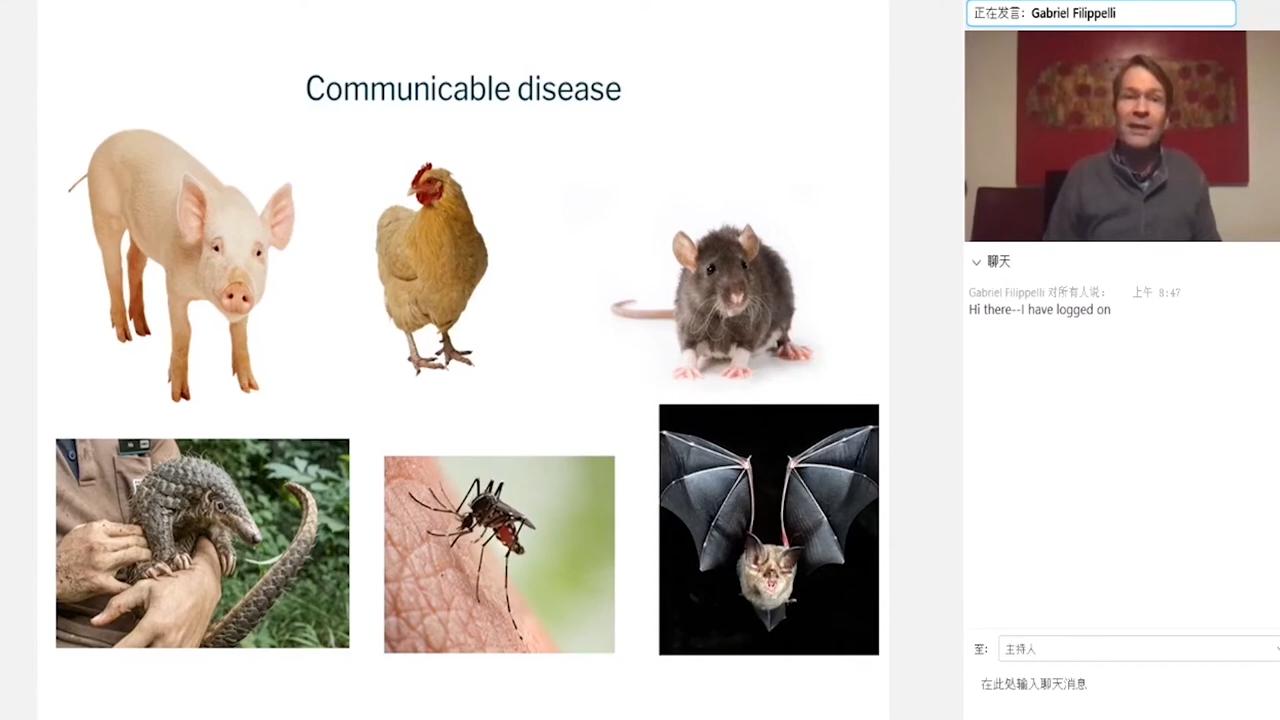 Communicable disease
正在发言: Gabriel Filippelli
聊天
Gabriel Filippelli 对所有人说: 上午 8:47
Hi there--I have logged on
至: 主持人
在此处输入聊天消息